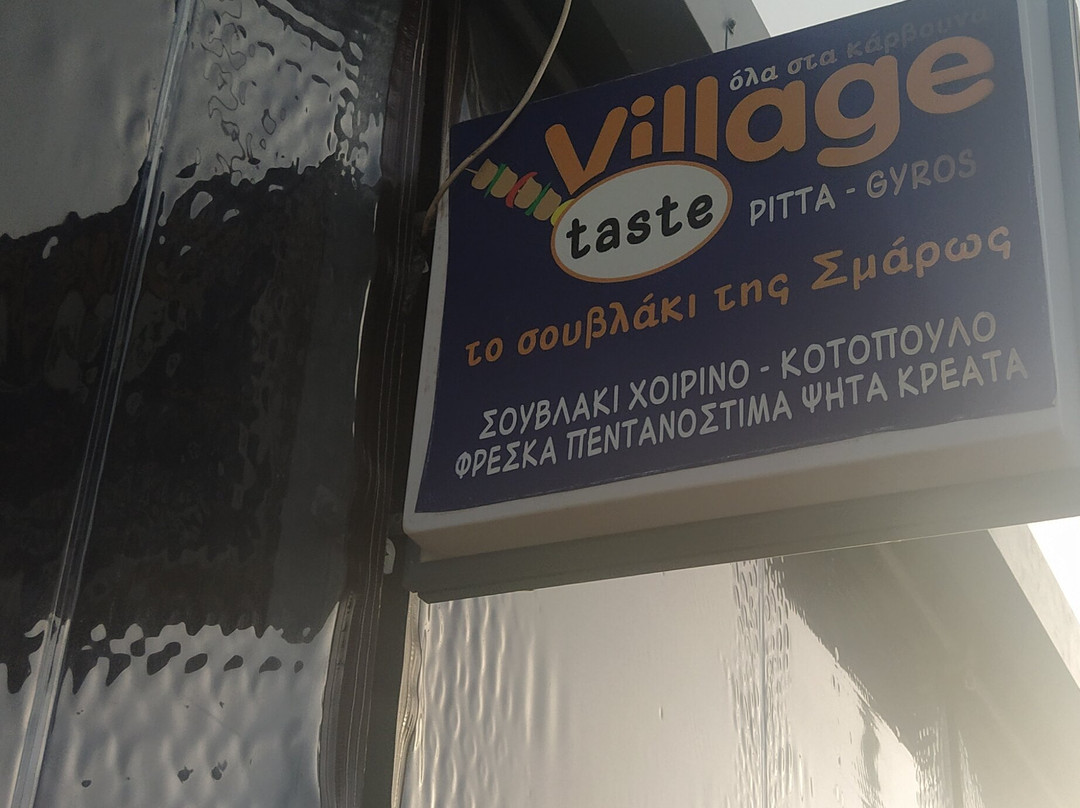 όλα στα κάρβουνα
Village
taste
PITTA - GYROS
το σουβλάκι της Σμάρως
ΣΟΥΒΛΑΚΙ ΧΟΙΡΙΝΟ - ΚΟΤΟΠΟΥΛΟ
ΦΡΕΣΚΑ ΠΕΝΤΑΝΟΣΤΙΜΑ ΨΗΤΑ ΚΡΕΑΤΑ